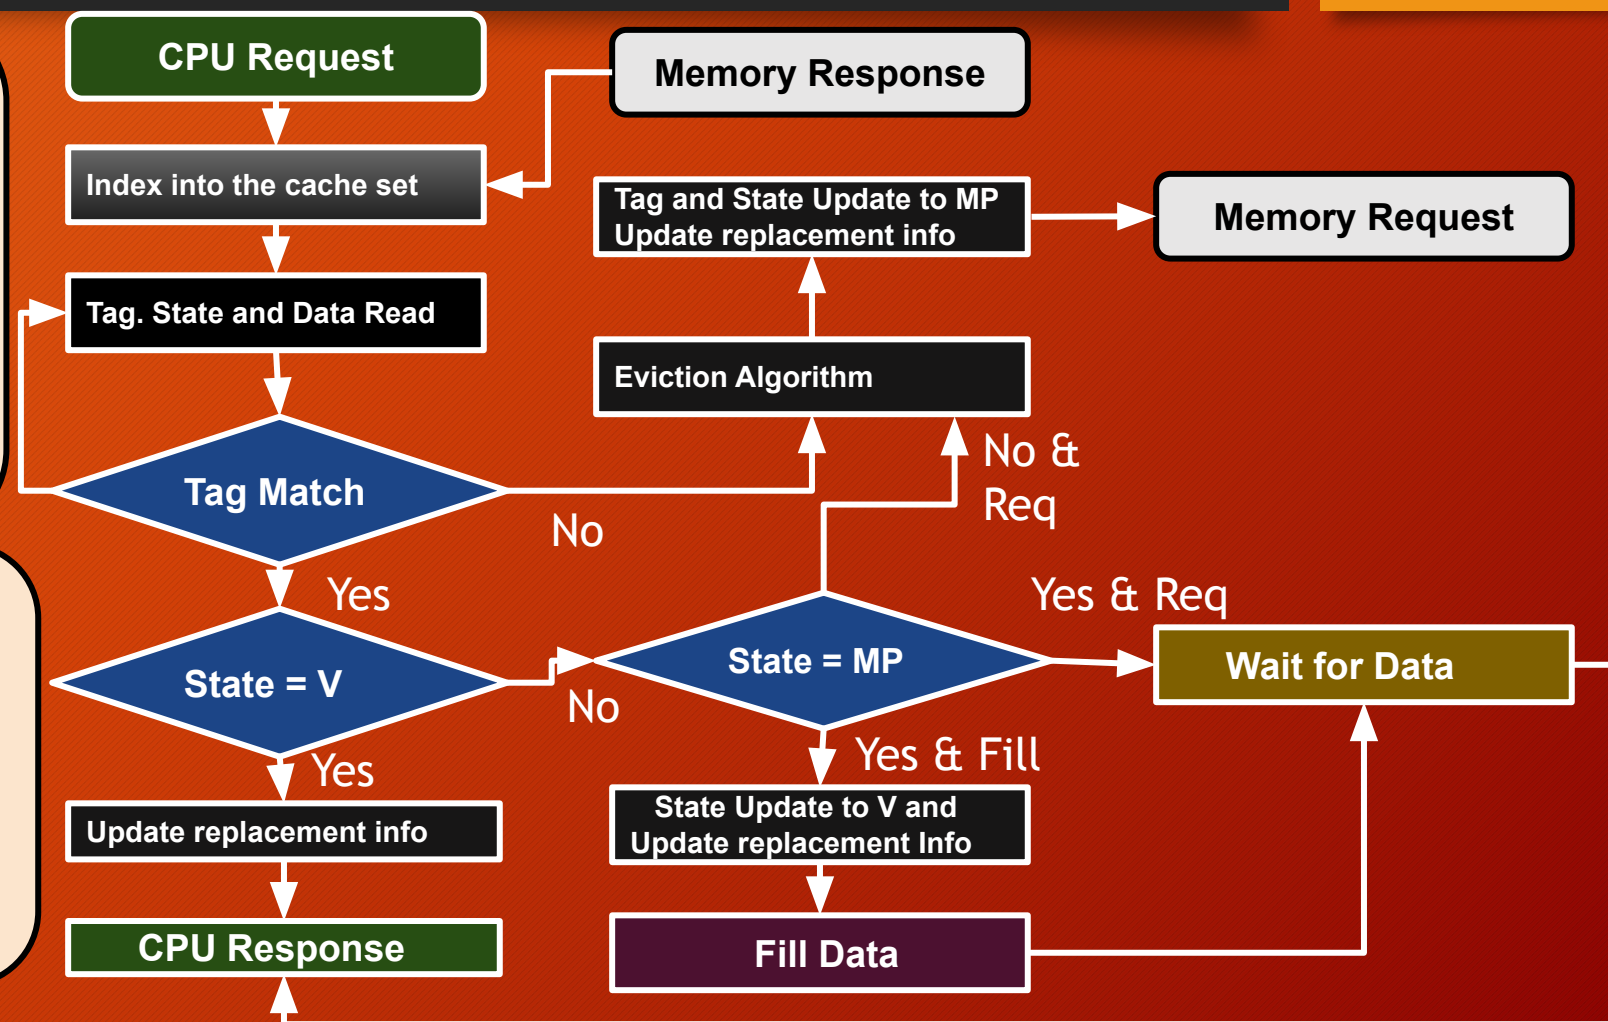 CPU Request
Memory Response
Index into the cache set
Tag and State Update to MP
Update replacement info
Memory Request
Tag. State and Data Read
Eviction Algorithm
No &
Req
Tag Match
No
Yes
Yes & Req
State = V
State = MP
Wait for Data
No
Yes
Yes & Fill
Update replacement info
State Update to V and
Update replacement Info
CPU Response
Fill Data